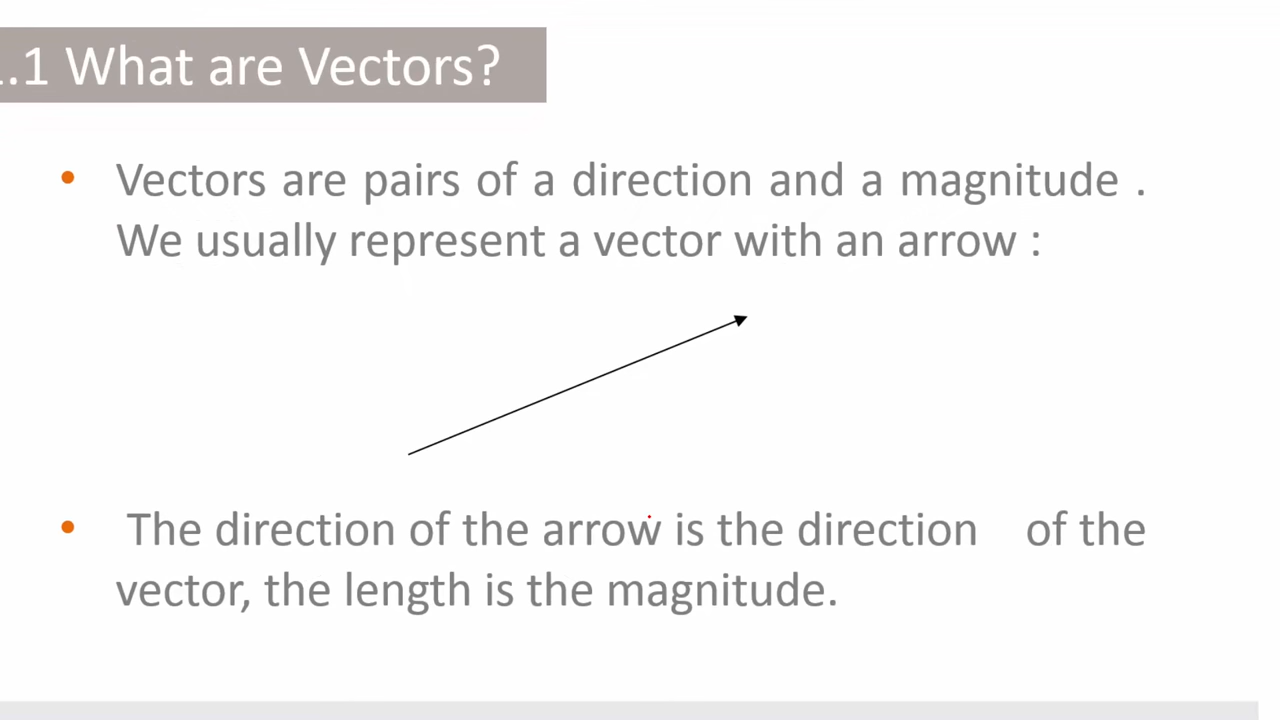 .1 What are Vectors?
• Vectors are pairs of a direction and a magnitude .
We usually represent a vector with an arrow :
• The direction of the arrow is the direction of the
vector, the length is the magnitude.